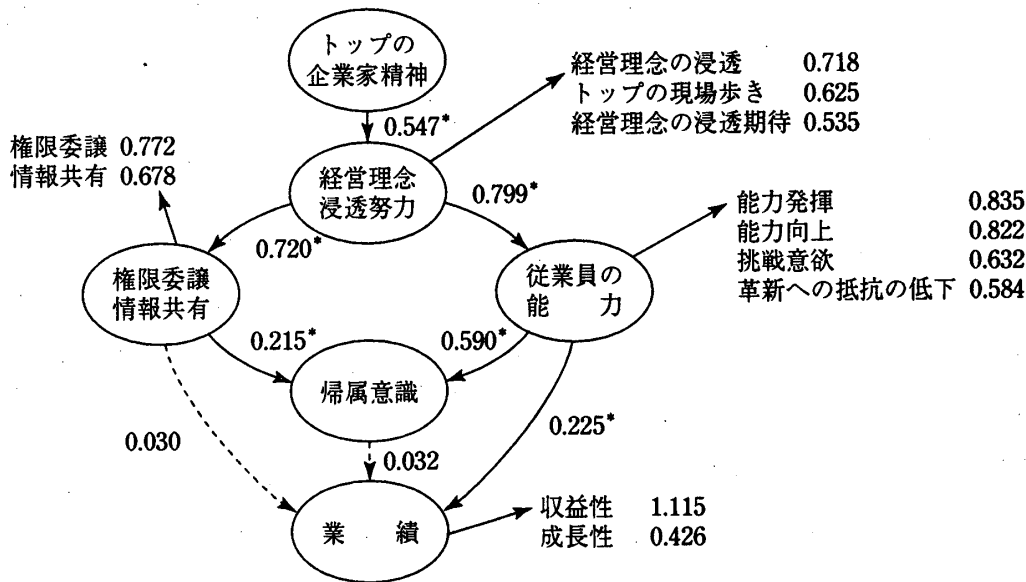 トップの
企業家精神
0.547*
経営理念の浸透 0.718
トップの現場歩き 0.625
経営理念の浸透期待 0.535
権限委譲 0.772
情報共有 0.678
経営理念
浸透努力
0.720*
0.799*
能力発揮 0.835
能力向上 0.822
挑戦意欲 0.632
革新への抵抗の低下 0.584
権限委譲
情報共有
従業員の
能 力
0.215*
0.590*
帰属意識
0.030
0.032
0.225*
業 績
収益性 1.115
成長性 0.426